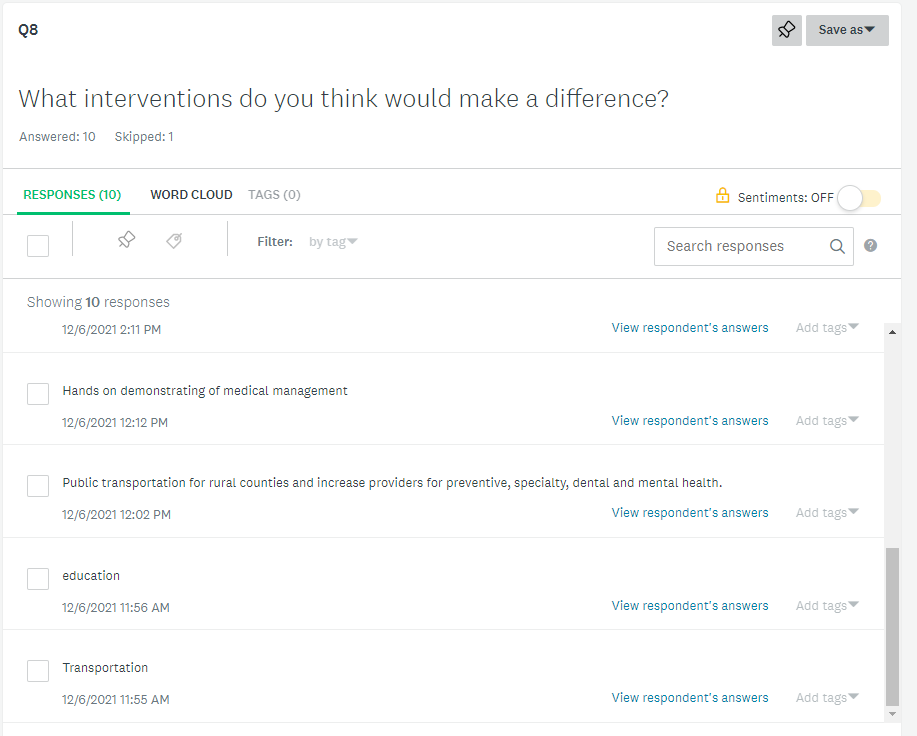 Q8
Save as
What interventions do you think would make a difference?
Answered: 10 Skipped: 1
RESPONSES (10) WORD CLOUD TAGS (0) Sentiments: OFF
Filter: by tag Search responses ?
Showing 10 responses
12/6/2021 2:11 PM View respondent's answers Add tags
Hands on demonstrating of medical management
12/6/2021 12:12 PM View respondent's answers Add tags
Public transportation for rural counties and increase providers for preventive, specialty, dental and mental health.
12/6/2021 12:02 PM View respondent's answers Add tags
education
12/6/2021 11:56 AM View respondent's answers Add tags
Transportation
12/6/2021 11:55 AM View respondent's answers Add tags